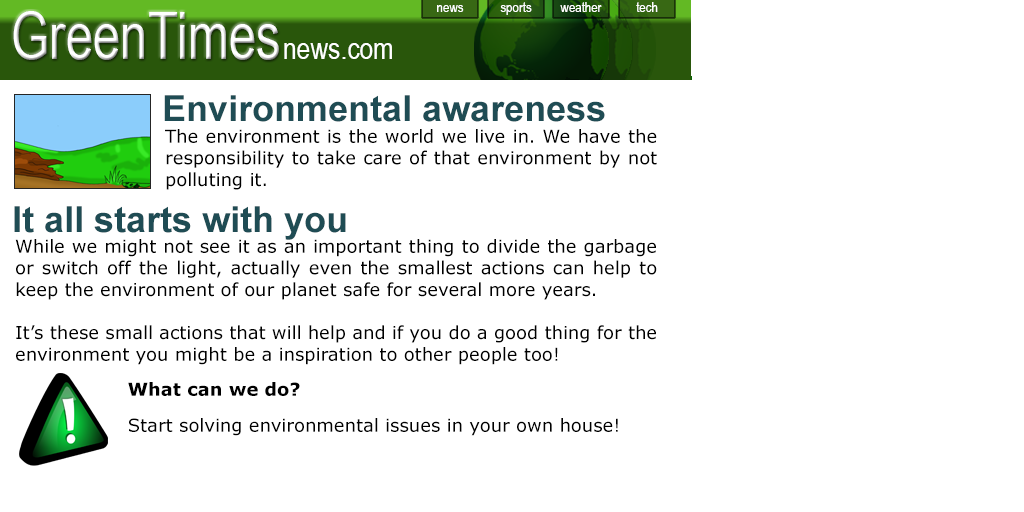 news sports weather tech
GreenTimesnews.com
Environmental awareness
The environment is the world we live in. We have the
responsibility to take care of that environment by not
polluting it.
It all starts with you
While we might not see it as an important thing to divide the garbage
or switch off the light, actually even the smallest actions can help to
keep the environment of our planet safe for several more years.
It’s these small actions that will help and if you do a good thing for the
environment you might be a inspiration to other people too!
What can we do?
Start solving environmental issues in your own house!